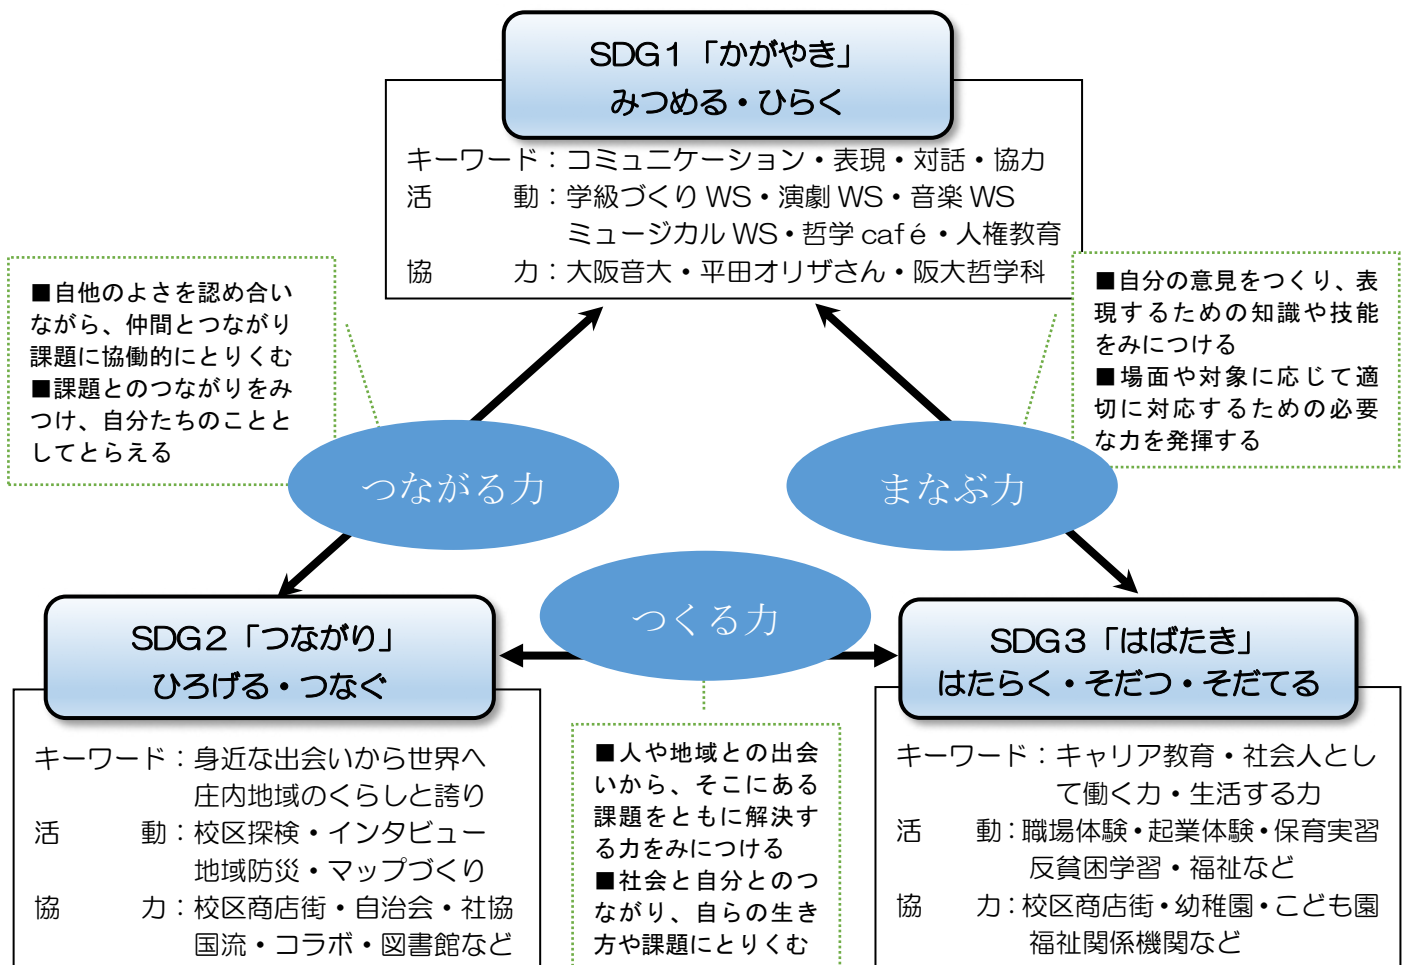 SDG1「かがやき」
みつめる・ひらく
キーワード：コミュニケーション・表現・対話・協力
活　　　動：学級づくり WS・演劇 WS・音楽 WS
ミュージカル WS・哲学 café・人権教育
協　　　力：大阪音大・平田オリザさん・阪大哲学科
■自他のよさを認め合い
ながら、仲間とつながり
課題に協働的にとりくむ
■課題とのつながりをみ
つけ、自分たちのことと
してとらえる
■自分の意見をつくり、表
現するための知識や技能
をみにつける
■場面や対象に応じて適
切に対応するための必要
な力を発揮する
つながる力
まなぶ力
つくる力
SDG2「つながり」
ひろげる・つなぐ
キーワード：身近な出会いから世界へ
庄内地域のくらしと誇り
活　　　動：校区探検・インタビュー
地域防災・マップづくり
協　　　力：校区商店街・自治会・社協
国流・コラボ・図書館など
■人や地域との出会
いから、そこにある
課題をともに解決す
る力をみにつける
■社会と自分とのつ
ながり、自らの生き
方や課題にとりくむ
SDG3「はばたき」
はたらく・そだつ・そだてる
キーワード：キャリア教育・社会人とし
て働く力・生活する力
活　　　動：職場体験・起業体験・保育実習
反貧困学習・福祉など
協　　　力：校区商店街・幼稚園・こども園
福祉関係機関など